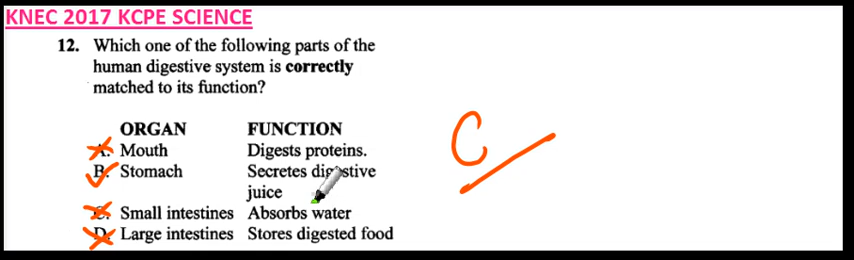 KNEC 2017 KCPE SCIENCE
12. Which one of the following parts of the
human digestive system is correctly
matched to its function?
ORGAN FUNCTION
A. Mouth Digests proteins.
B. Stomach Secretes digestive
juice
C. Small intestines Absorbs water
D. Large intestines Stores digested food
C